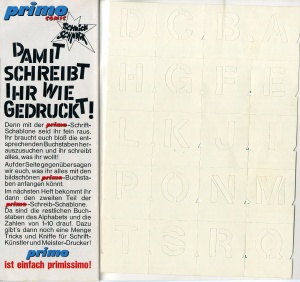 primo
comic
Schnick
Schnack
DAMIT
SCHREIBT
IHR WIE
GEDRUCKT!
Denn mit der primo-Schrift-
Schablone seid ihr fein raus.
Ihr braucht euch bloß die ent-
sprechenden Buchstaben her-
auszusuchen und ihr schreibt
alles, was ihr wollt!
Auf der Seite gegenüber sagen
wir euch, was ihr alles mit den
bildschönen primo-Buchsta-
ben anfangen könnt.
Im nächsten Heft bekommt ihr
dann den zweiten Teil der
primo-Schreib-Schablone.
Da sind die restlichen Buch-
staben des Alphabets und die
Zahlen von 1-10 drauf. Dazu
gibt's dann noch eine Menge
Tricks und Kniffe für Schrift-
Künstler und Meister-Drucker!
primo
ist einfach primissimo!
D C B A
H G F E